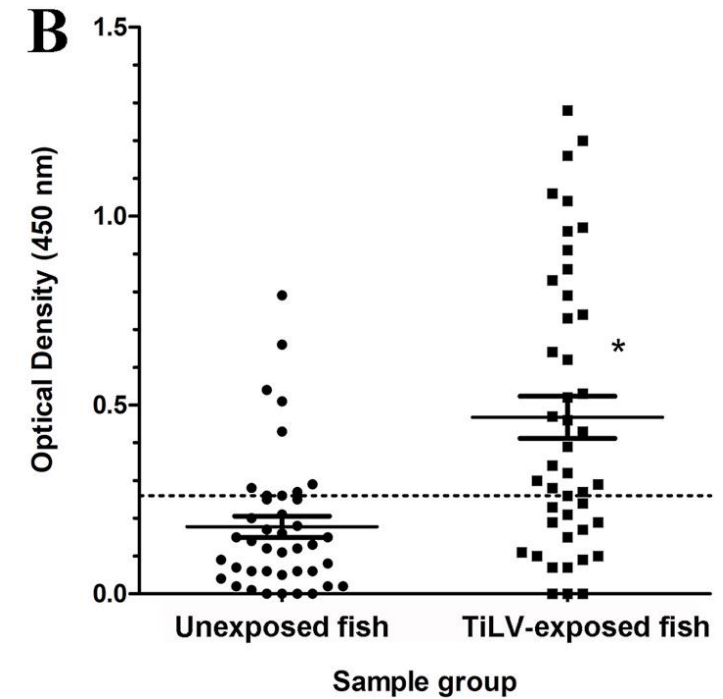 B
Optical Density (450 nm)
1.5
1.0
0.5
0.0
*
Unexposed fish
TiLV-exposed fish
Sample group